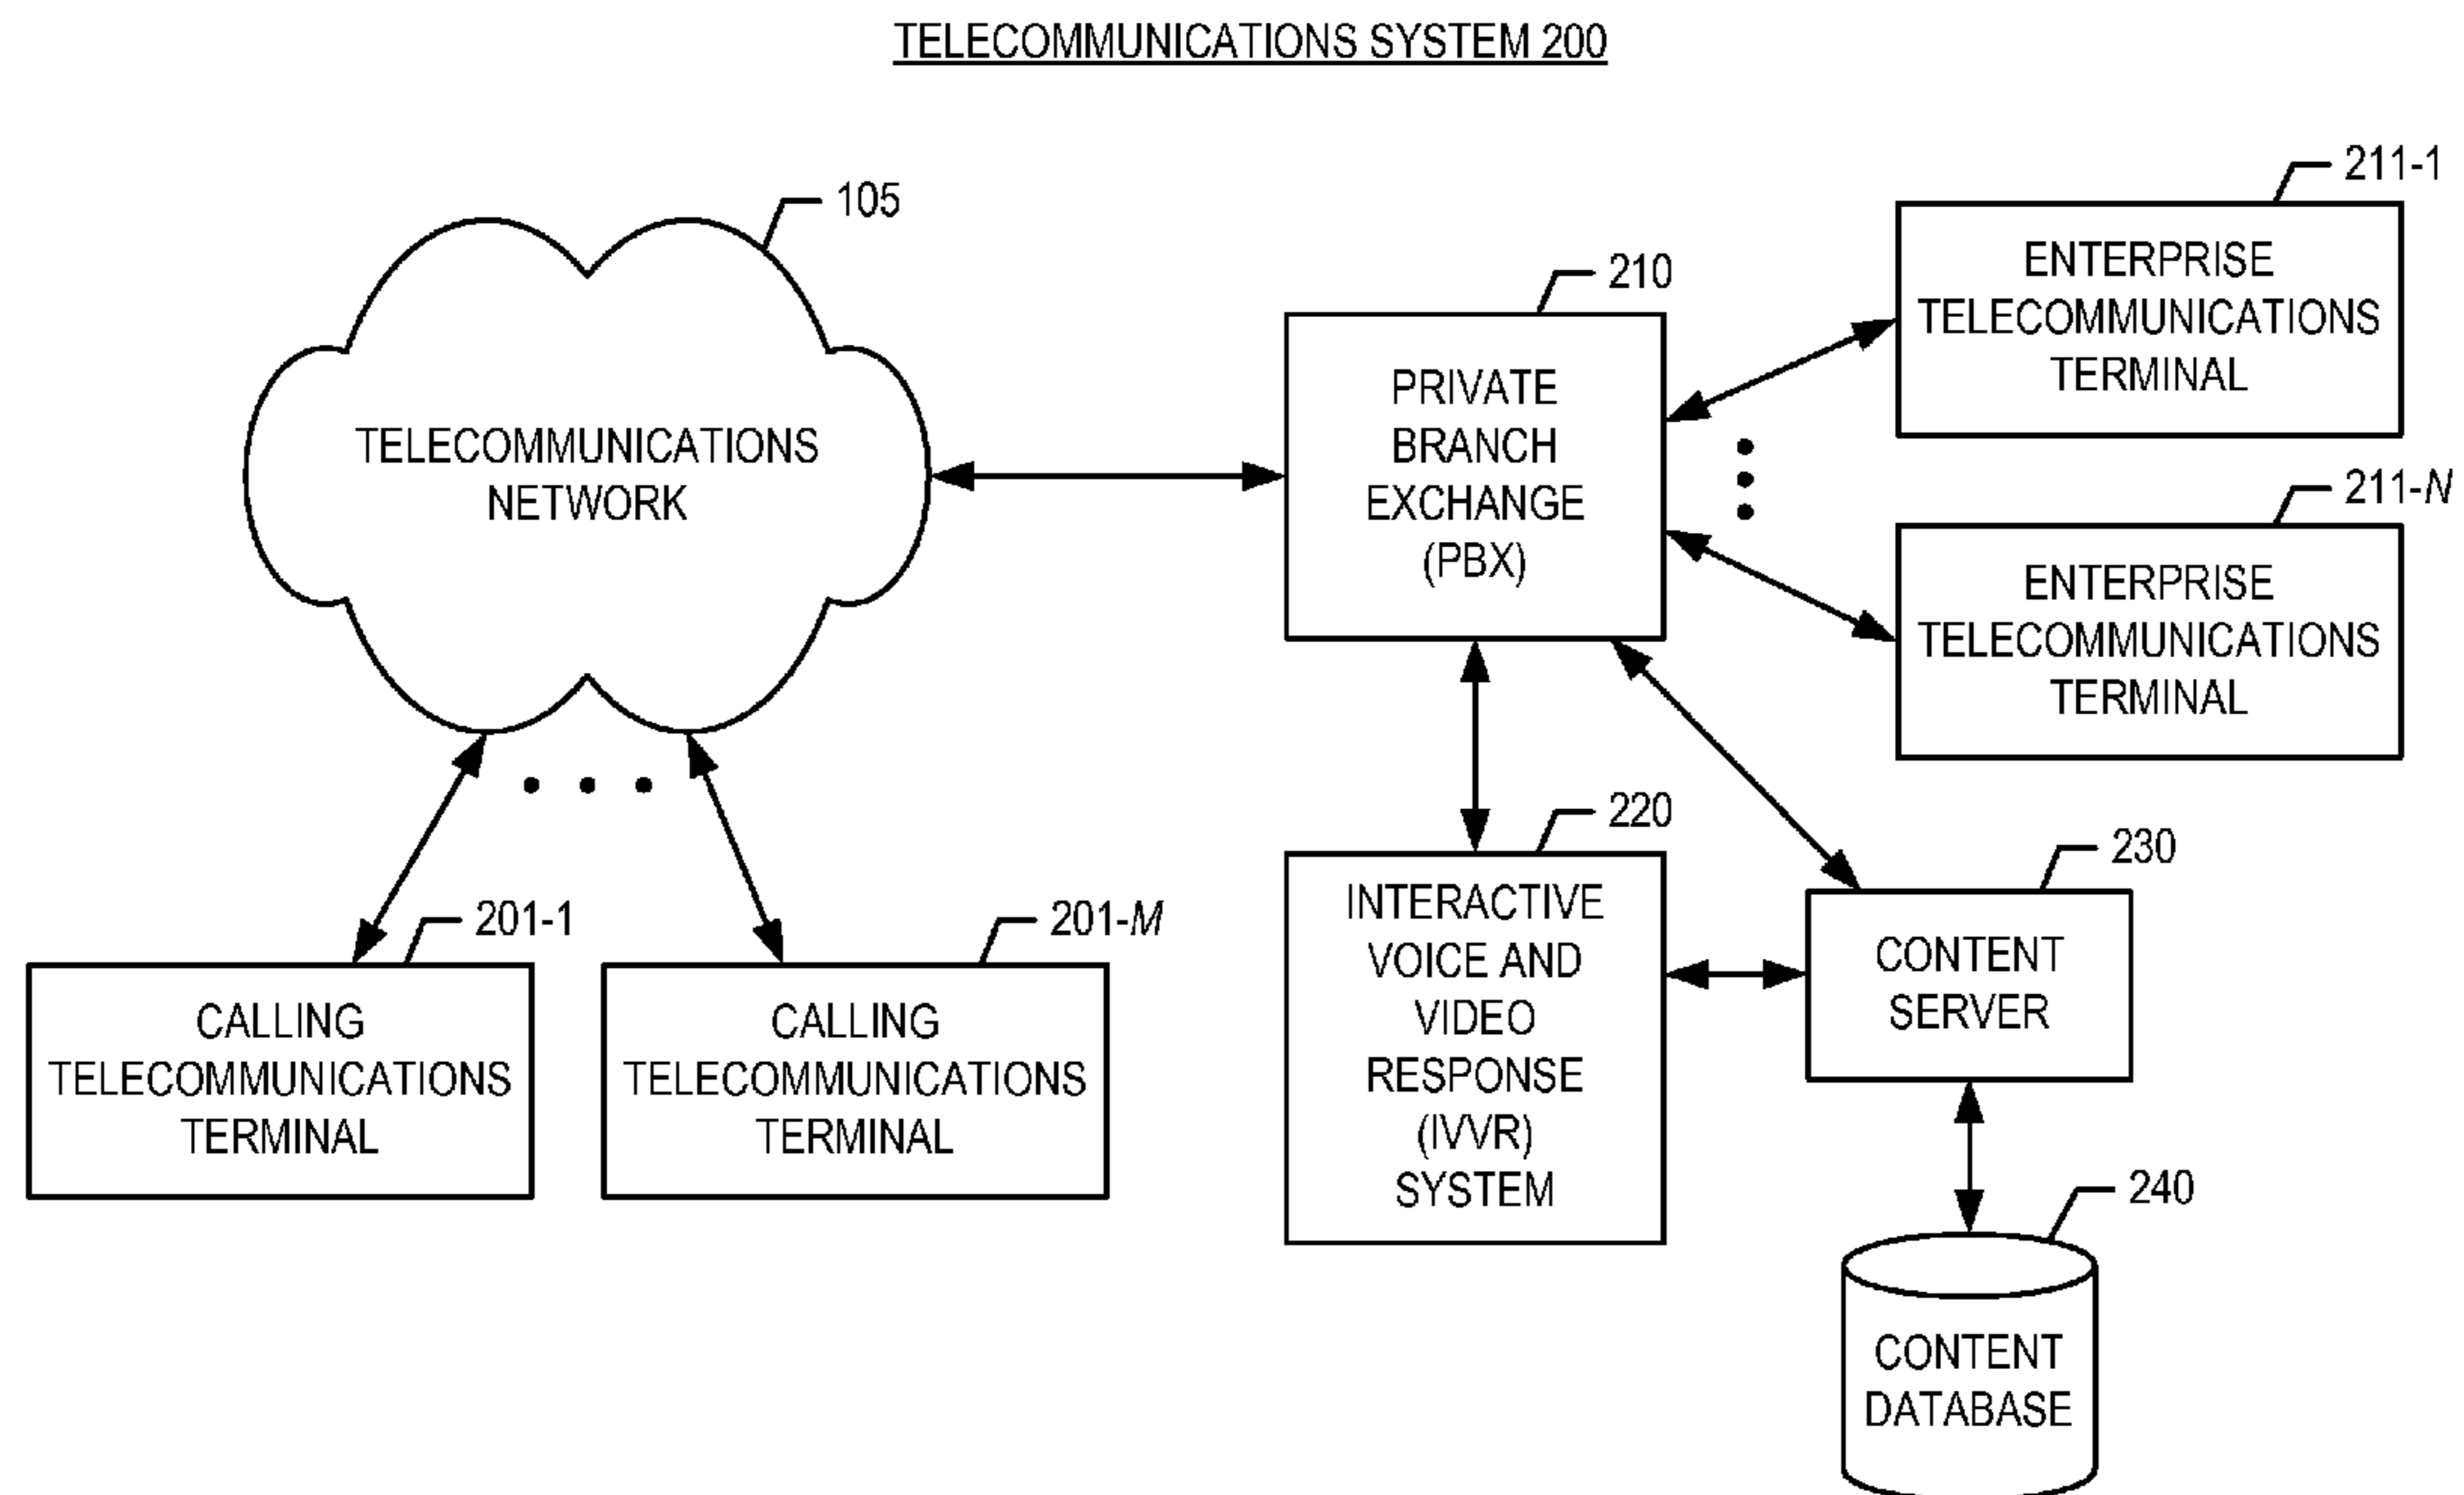 TELECOMMUNICATIONS SYSTEM 200
105
TELECOMMUNICATIONS
NETWORK
210
PRIVATE
BRANCH
EXCHANGE
(PBX)
211-1
ENTERPRISE
TELECOMMUNICATIONS
TERMINAL
211-N
ENTERPRISE
TELECOMMUNICATIONS
TERMINAL
201-1
CALLING
TELECOMMUNICATIONS
TERMINAL
201-M
CALLING
TELECOMMUNICATIONS
TERMINAL
220
INTERACTIVE
VOICE AND
VIDEO
RESPONSE
(IVVR)
SYSTEM
230
CONTENT
SERVER
240
CONTENT
DATABASE